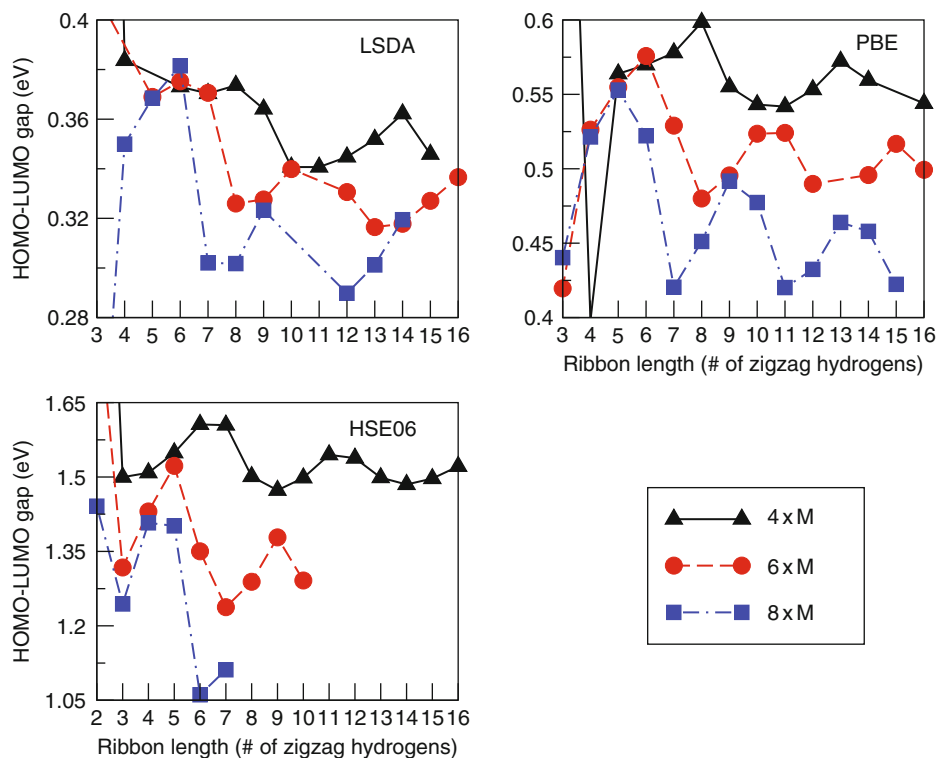 0.4
0.36
0.32
0.28
HOMO-LUMO gap (eV)
LSDA
3 4 5 6 7 8 9 10 11 12 13 14 15 16
0.6
0.55
0.5
0.45
0.4
PBE
3 4 5 6 7 8 9 10 11 12 13 14 15 16
Ribbon length (# of zigzag hydrogens)
1.65
1.5
1.35
1.2
1.05
HOMO-LUMO gap (eV)
HSE06
2 3 4 5 6 7 8 9 10 11 12 13 14 15 16
Ribbon length (# of zigzag hydrogens)
4 x M
6 x M
8 x M